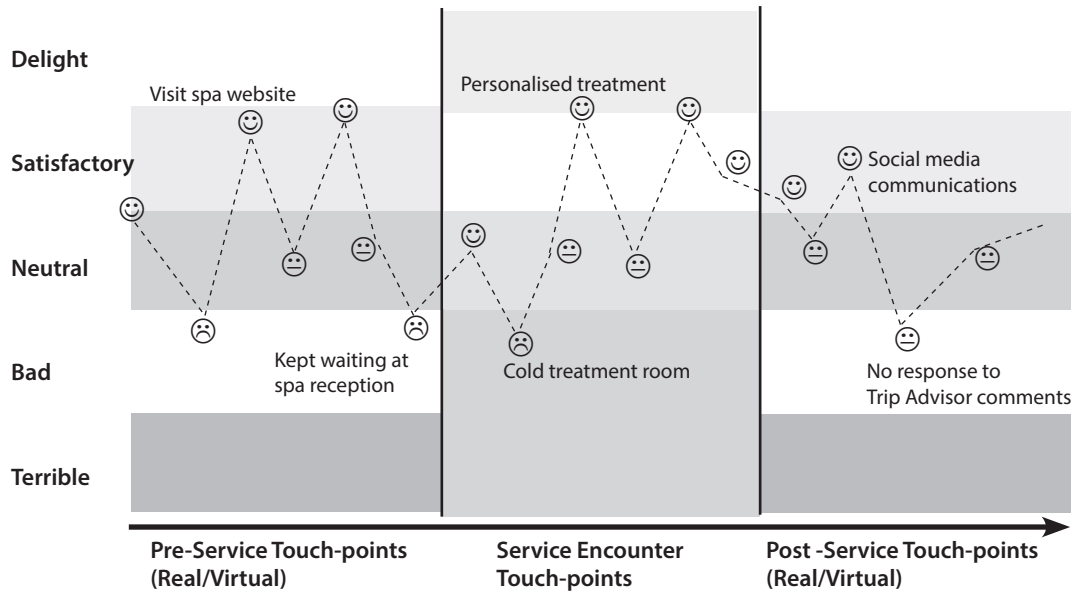 Delight
Visit spa website
Personalised treatment
Satisfactory
Social media
communications
Neutral
Kept waiting at
spa reception
Bad
Cold treatment room
No response to
Trip Advisor comments
Terrible
Pre-Service Touch-points
(Real/Virtual)
Service Encounter
Touch-points
Post -Service Touch-points
(Real/Virtual)